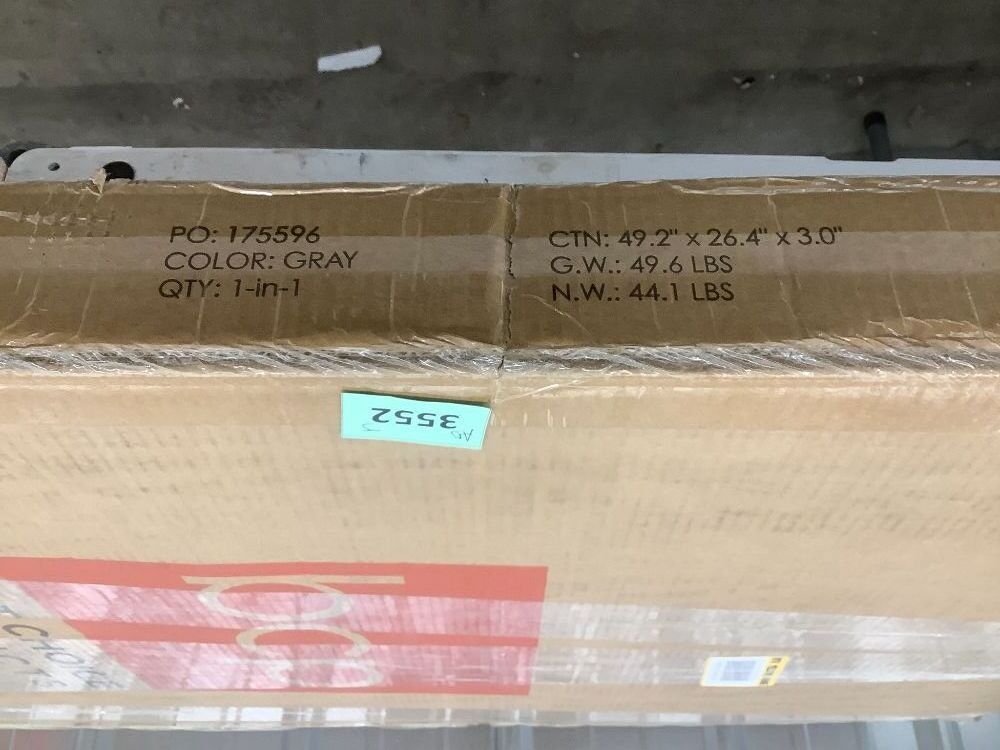 PO: 175596
COLOR: GRAY
QTY: 1-in-1
CTN: 49.2" x 26.4" x 3.0"
G.W.: 49.6 LBS
N.W.: 44.1 LBS
3552